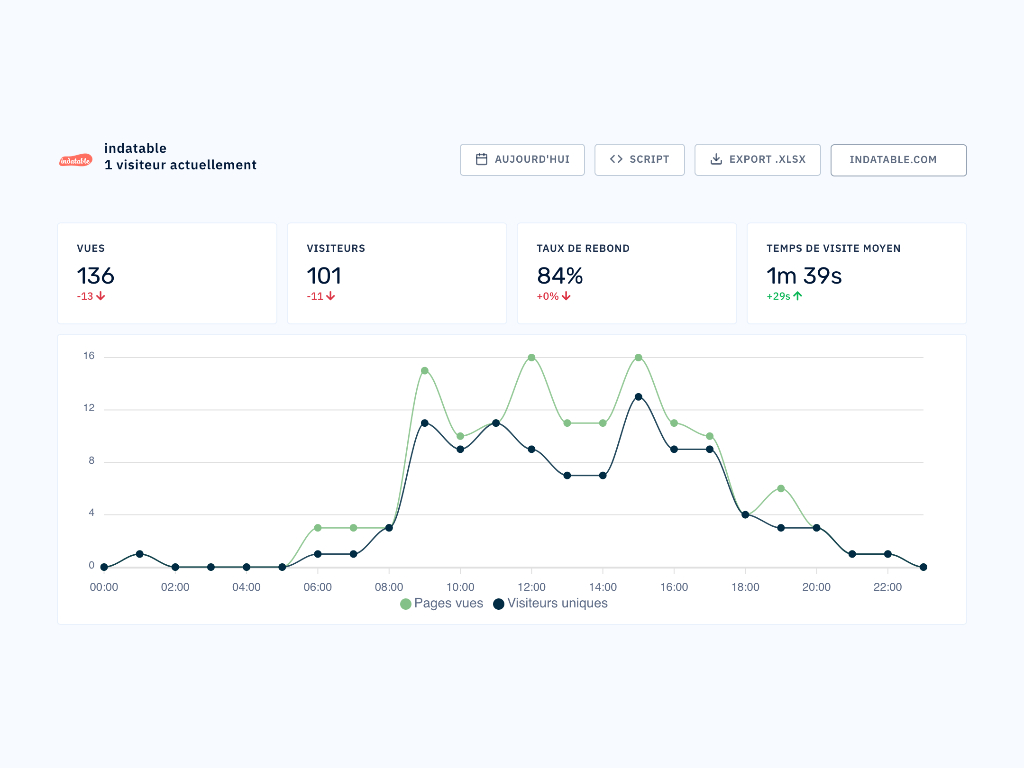 indatable
indatable
1 visiteur actuellement
AUJOURD'HUI
SCRIPT
EXPORT .XLSX
INDATABLE.COM
VUES
136
-13
VISITEURS
101
-11
TAUX DE REBOND
84%
+0%
TEMPS DE VISITE MOYEN
1m 39s
+29s
16
12
8
4
0
00:00 02:00 04:00 06:00 08:00 10:00 12:00 14:00 16:00 18:00 20:00 22:00
Pages vues Visiteurs uniques